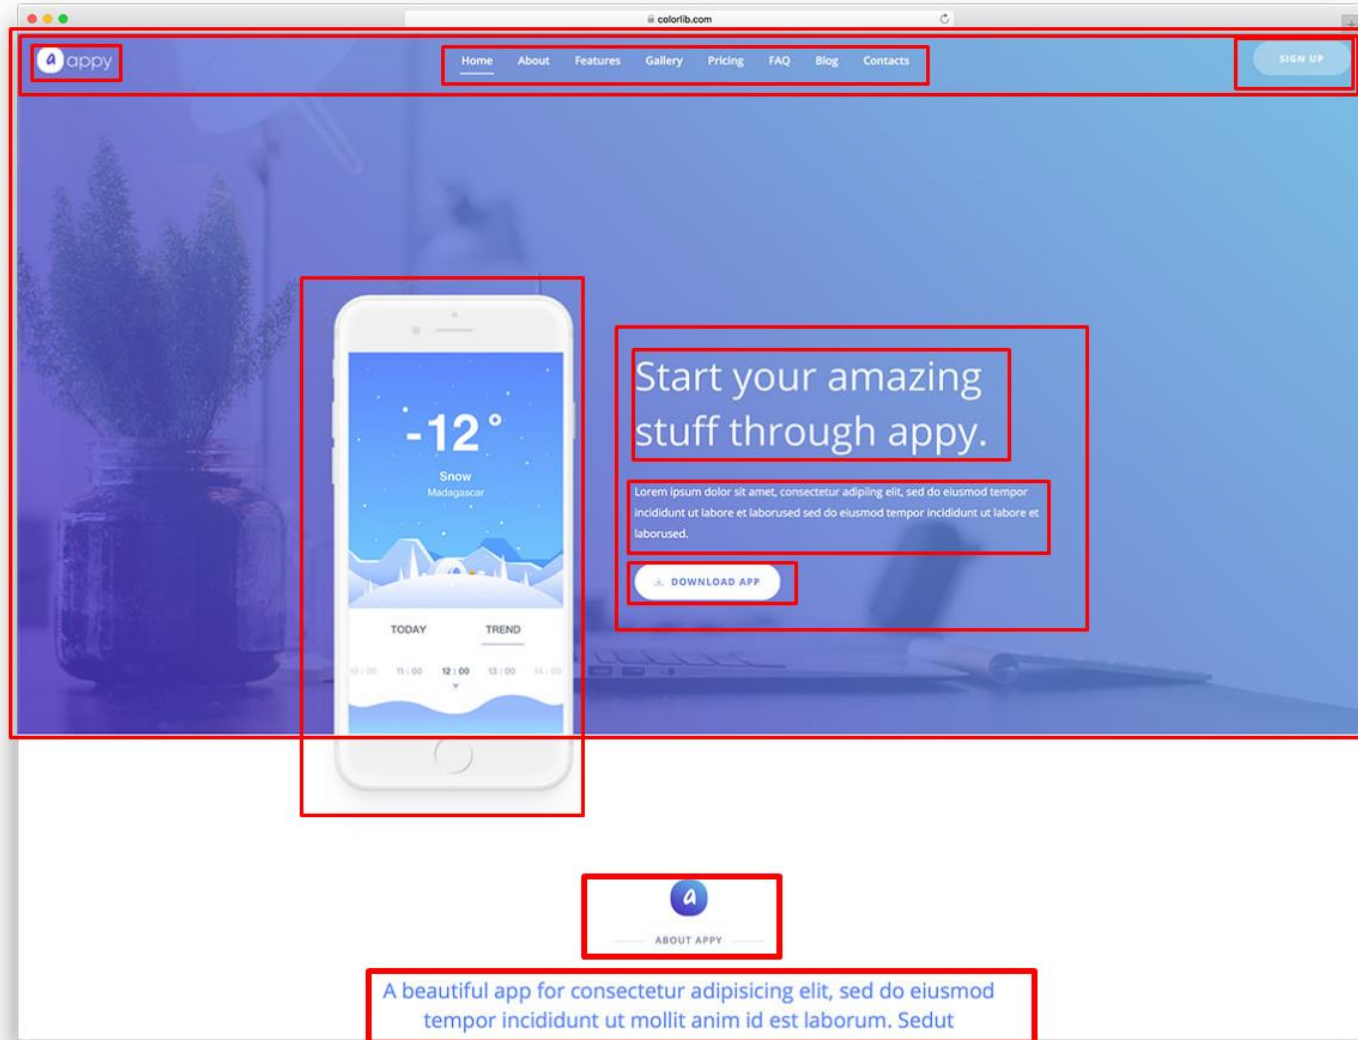 colorlib.com
a appy
Home About Features Gallery Pricing FAQ Blog Contacts
SIGN UP
-12°
Snow
Madagascar
TODAY TREND
10 : 00 11 : 00 12 : 00 13 : 00 14 : 00
Start your amazing
stuff through appy.
Lorem ipsum dolor sit amet, consectetur adipiing elit, sed do eiusmod tempor
incididunt ut labore et laborused sed do eiusmod tempor incididunt ut labore et
laborused.
DOWNLOAD APP
a
ABOUT APPY
A beautiful app for consectetur adipisicing elit, sed do eiusmod
tempor incididunt ut mollit anim id est laborum. Sedut